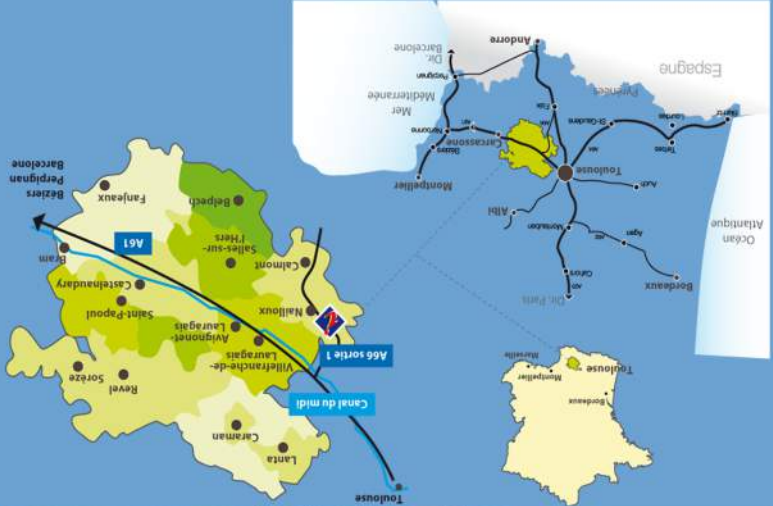 Bordeaux
Montpellier
Marseille
Toulouse
Toulouse
Lanta
Caraman
Canal du midi
Revel
Sorèze
A66 sortie 1
Villefranche-de-
Lauragais
Avignonet-
Lauragais
Saint-Papoul
Nailloux
Castelnaudary
Calmont
Salles-sur-
l'Hers
A61
Bram
Belpech
Fanjeaux
Béziers
Perpignan
Barcelone
Dir. Paris
Bordeaux
Cahors
Agen
Montauban
Albi
Océan
Atlantique
Auch
Toulouse
Montpellier
Tarbes
Lourdes
St-Gaudens
Carcassonne
Béziers
Narbonne
Foix
Mer
Méditerranée
Pyrénées
Perpignan
Espagne
Andorre
Dir.
Barcelone